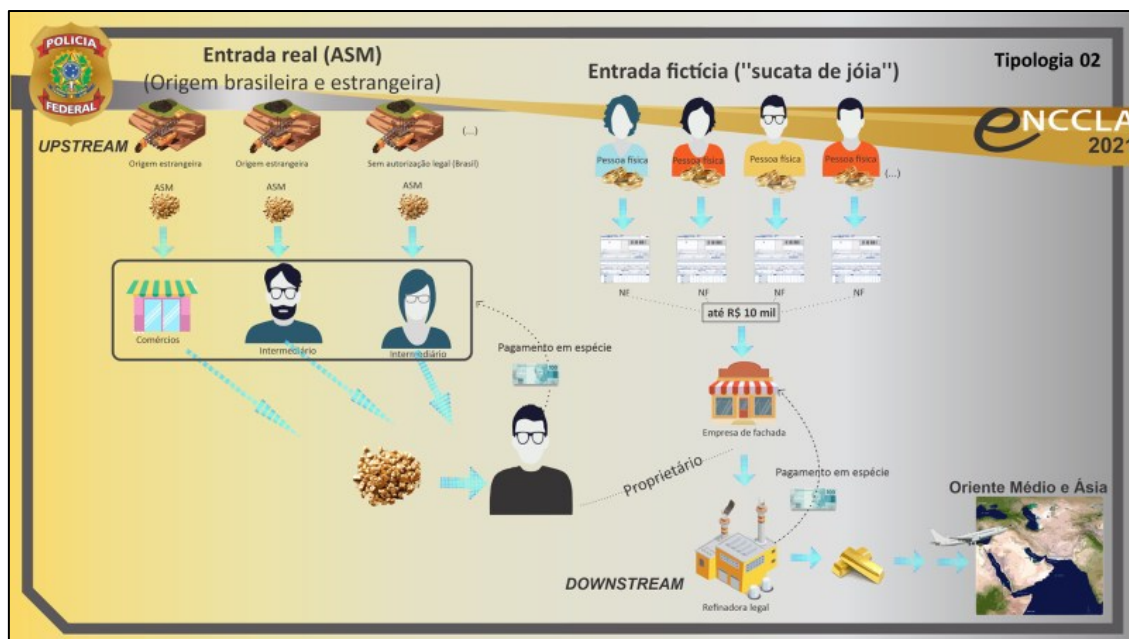 POLÍCIA
FEDERAL
Entrada real (ASM)
(Origem brasileira e estrangeira)
Entrada fictícia ("sucata de jóia")
Tipologia 02
eNCCLA
2021
UPSTREAM
Origem estrangeira
Origem estrangeira
Sem autorização legal (Brasil)
(...)
Pessoa física
Pessoa física
Pessoa física
Pessoa física
(...)
ASM
ASM
ASM
NF
NF
NF
NF
até R$ 10 mil
Comércios
Intermediário
Intermediário
Pagamento em espécie
Empresa de fachada
Proprietário
Pagamento em espécie
Oriente Médio e Ásia
DOWNSTREAM
Refinadora legal